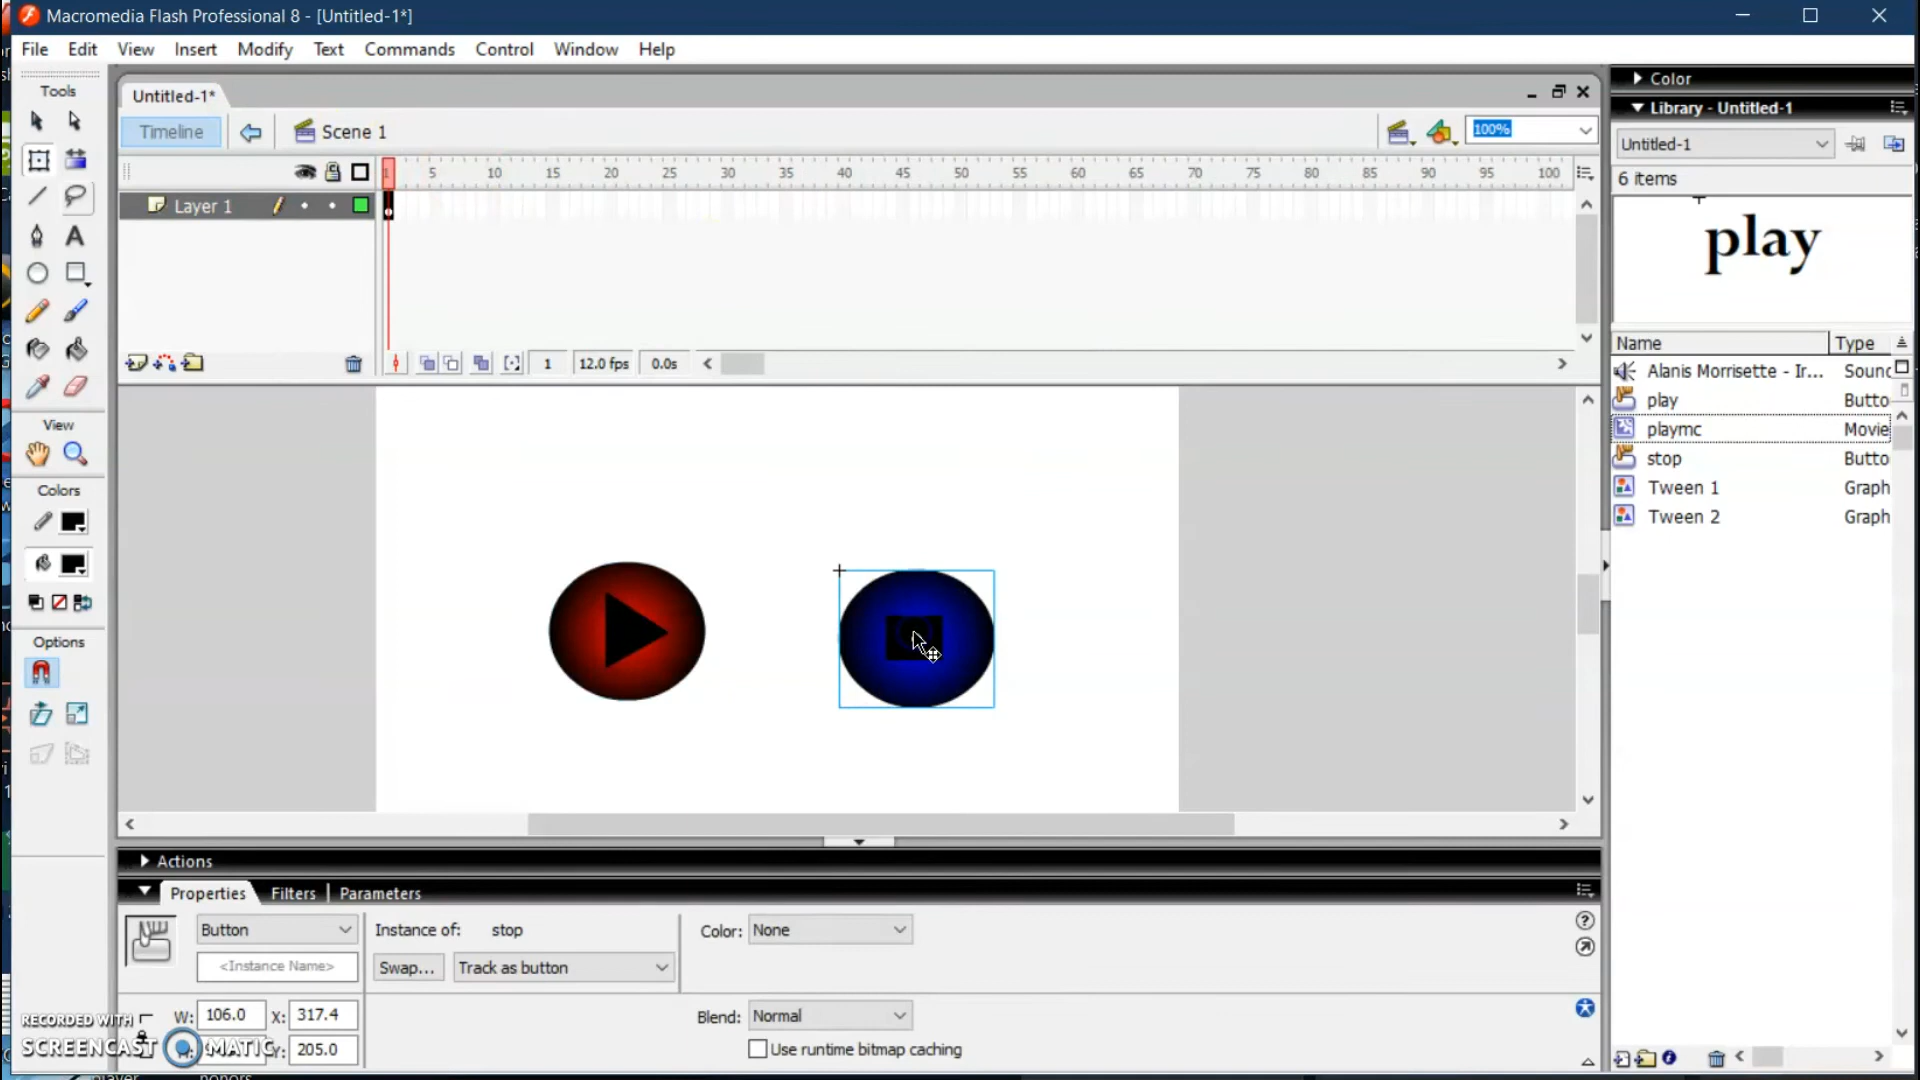 Macromedia Flash Professional 8 - [Untitled-1*]
File Edit View Insert Modify Text Commands Control Window Help
Tools
Untitled-1*
Color
Library - Untitled-1
Timeline
Scene 1
100%
Untitled-1
6 items
1 5 10 15 20 25 30 35 40 45 50 55 60 65 70 75 80 85 90 95 100
Layer 1
play
Name Type
1 12.0 fps 0.0s
Alanis Morrisette - Ir... Sound
play Butto
playmc Movie
stop Butto
Tween 1 Graph
Tween 2 Graph
View
Colors
Options
Actions
Properties Filters Parameters
Button
Instance of: stop
Color: None
<Instance Name>
Swap...
Track as button
W: 106.0 X: 317.4
Blend: Normal
Y: 205.0
Use runtime bitmap caching
RECORDED WITH
SCREENCAST MATIC